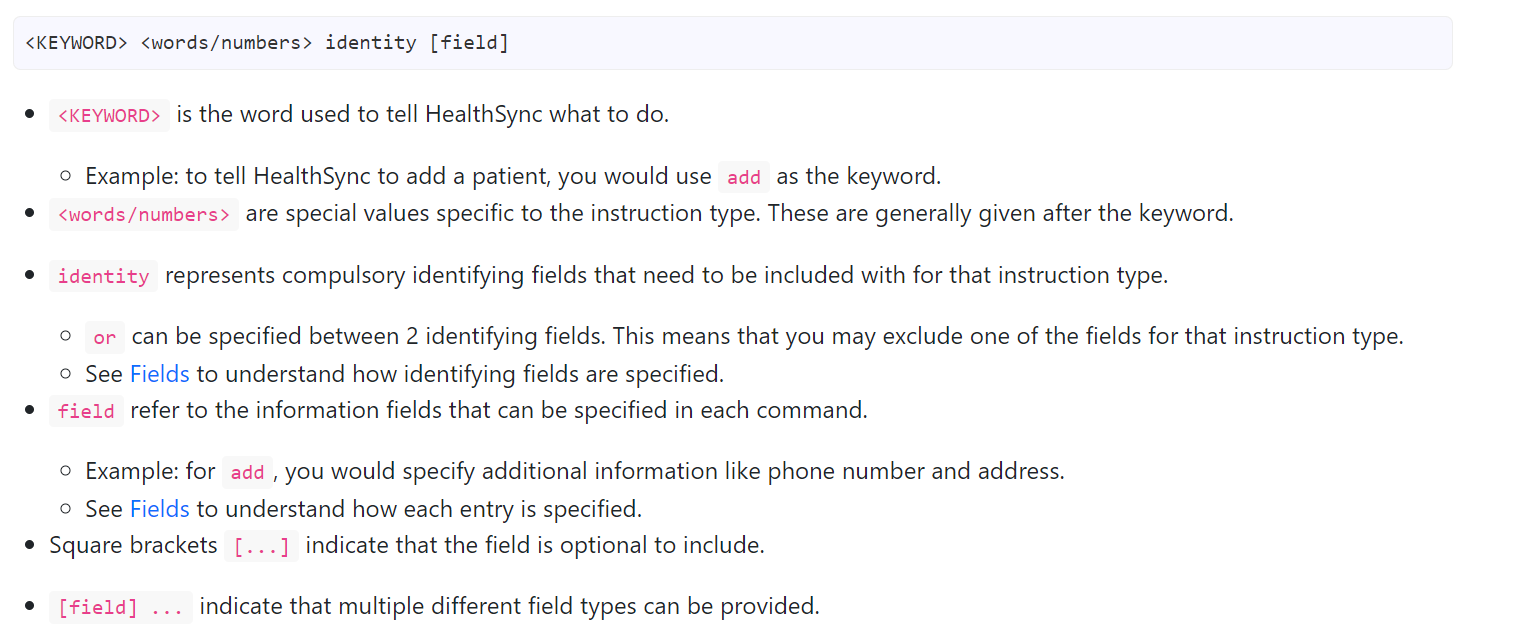 <KEYWORD> <words/numbers> identity [field]
<KEYWORD> is the word used to tell HealthSync what to do.
Example: to tell HealthSync to add a patient, you would use add as the keyword.
<words/numbers> are special values specific to the instruction type. These are generally given after the keyword.
identity represents compulsory identifying fields that need to be included with for that instruction type.
or can be specified between 2 identifying fields. This means that you may exclude one of the fields for that instruction type.
See Fields to understand how identifying fields are specified.
field refer to the information fields that can be specified in each command.
Example: for add , you would specify additional information like phone number and address.
See Fields to understand how each entry is specified.
Square brackets [...] indicate that the field is optional to include.
[field] ... indicate that multiple different field types can be provided.